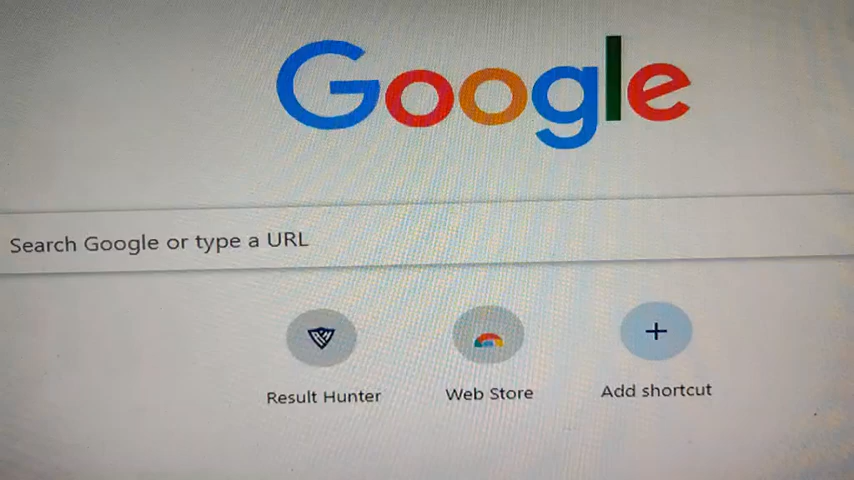 Google
Search Google or type a URL
Result Hunter
Web Store
Add shortcut